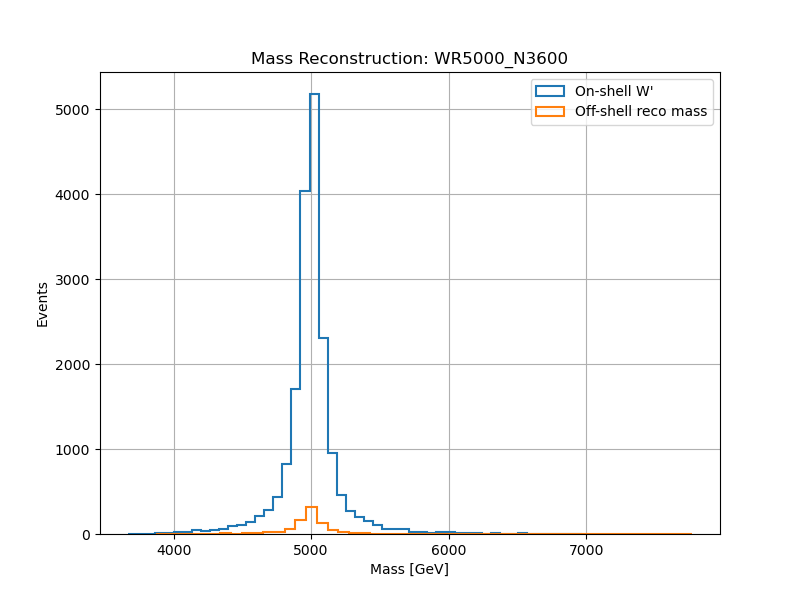 Mass Reconstruction: WR5000_N3600
On-shell W'
Off-shell reco mass
5000
4000
3000
2000
1000
0
Events
4000 5000 6000 7000
Mass [GeV]